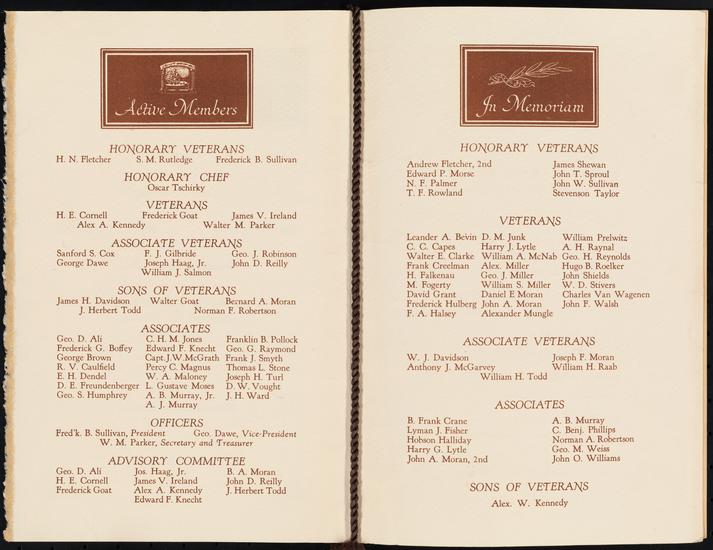 Active Members
HONORARY VETERANS
H. N. Fletcher S. M. Rutledge Frederick B. Sullivan
HONORARY CHEF
Oscar Tschirky
VETERANS
H. E. Cornell Frederick Goat James V. Ireland
Alex A. Kennedy Walter M. Parker
ASSOCIATE VETERANS
Sanford S. Cox F. J. Gilbride Geo. J. Robinson
George Dawe Joseph Haag, Jr. John D. Reilly
William J. Salmon
SONS OF VETERANS
James H. Davidson Walter Goat Bernard A. Moran
J. Herbert Todd Norman F. Robertson
ASSOCIATES
Geo. D. Ali C. H. M. Jones Franklin B. Pollock
Frederick G. Boffey Edward F. Knecht Geo. G. Raymond
George Brown Capt. J. W. McGrath Frank J. Smyth
R. V. Caulfield Percy C. Magnus Thomas L. Stone
E. H. Dendel W. A. Maloney Joseph H. Turl
D. E. Freundenberger L. Gustave Moses D. W. Vought
Geo. S. Humphrey A. B. Murray, Jr. J. H. Ward
A. J. Murray
OFFICERS
Fred'k. B. Sullivan, President Geo. Dawe, Vice-President
W. M. Parker, Secretary and Treasurer
ADVISORY COMMITTEE
Geo. D. Ali Jos. Haag, Jr. B. A. Moran
H. E. Cornell James V. Ireland John D. Reilly
Frederick Goat Alex A. Kennedy J. Herbert Todd
Edward F. Knecht
In Memoriam
HONORARY VETERANS
Andrew Fletcher, 2nd James Shewan
Edward P. Morse John T. Sproul
N. F. Palmer John W. Sullivan
T. F. Rowland Stevenson Taylor
VETERANS
Leander A. Bevin D. M. Junk William Prelwitz
C. C. Capes Harry J. Lytle A. H. Raynal
Walter E. Clarke William A. McNab Geo. H. Reynolds
Frank Creelman Alex. Miller Hugo B. Roelker
H. Falkenau Geo. J. Miller John Shields
M. Fogerty William S. Miller W. D. Stivers
David Grant Daniel F. Moran Charles Van Wagenen
Frederick Hulberg John A. Moran John F. Walsh
F. A. Halsey Alexander Mungle
ASSOCIATE VETERANS
W. J. Davidson Joseph F. Moran
Anthony J. McGarvey William H. Raab
William H. Todd
ASSOCIATES
B. Frank Crane A. B. Murray
Lyman J. Fisher C. Benj. Phillips
Hobson Halliday Norman A. Robertson
Harry G. Lytle Geo. M. Weiss
John A. Moran, 2nd John O. Williams
SONS OF VETERANS
Alex. W. Kennedy